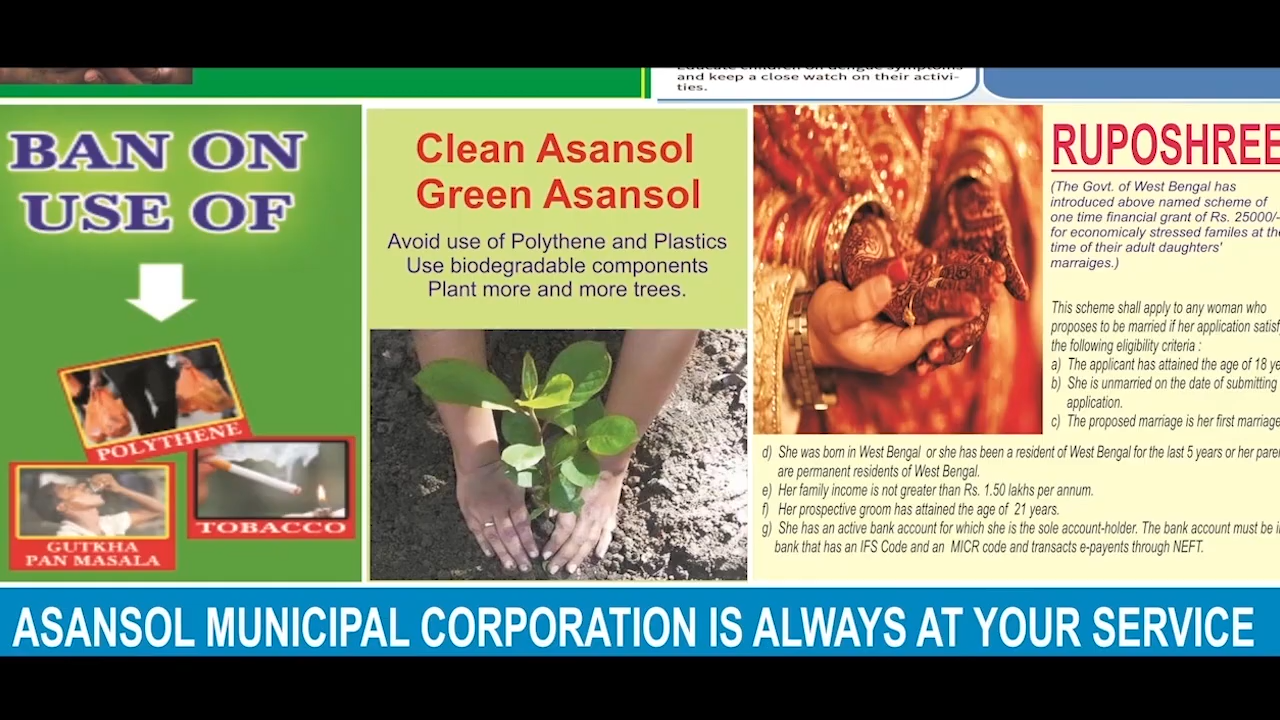 and keep a close watch on their activi-
ties.
BAN ON
USE OF
POLYTHENE
TOBACCO
GUTKHA
PAN MASALA
Clean Asansol
Green Asansol
Avoid use of Polythene and Plastics
Use biodegradable components
Plant more and more trees.
RUPOSHREE
(The Govt. of West Bengal has
introduced above named scheme of
one time financial grant of Rs. 25000/-
for economicaly stressed familes at the
time of their adult daughters'
marraiges.)
This scheme shall apply to any woman who
proposes to be married if her application
the following eligibility criteria :
a) The applicant has attained the age of 18
b) She is unmarried on the date of submitting
application.
c) The proposed marriage is her first marriage
d) She was born in West Bengal or she has been a resident of West Bengal for the last 5 years or her
are permanent residents of West Bengal.
e) Her family income is not greater than Rs. 1.50 lakhs per annum.
f) Her prospective groom has attained the age of 21 years.
g) She has an active bank account for which she is the sole account-holder. The bank account must be
bank that has an IFS Code and an MICR code and transacts e-payents through NEFT.
ASANSOL MUNICIPAL CORPORATION IS ALWAYS AT YOUR SERVICE